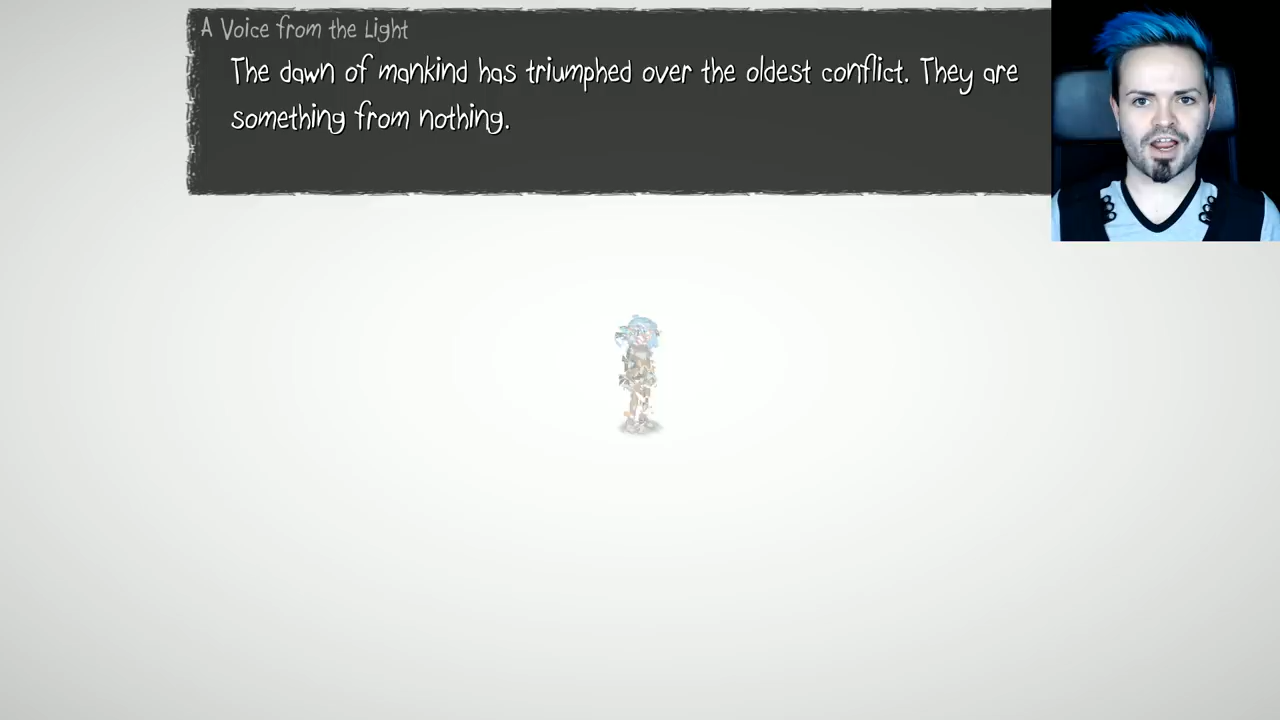 A Voice from the Light
The dawn of mankind has triumphed over the oldest conflict. They are
something from nothing.